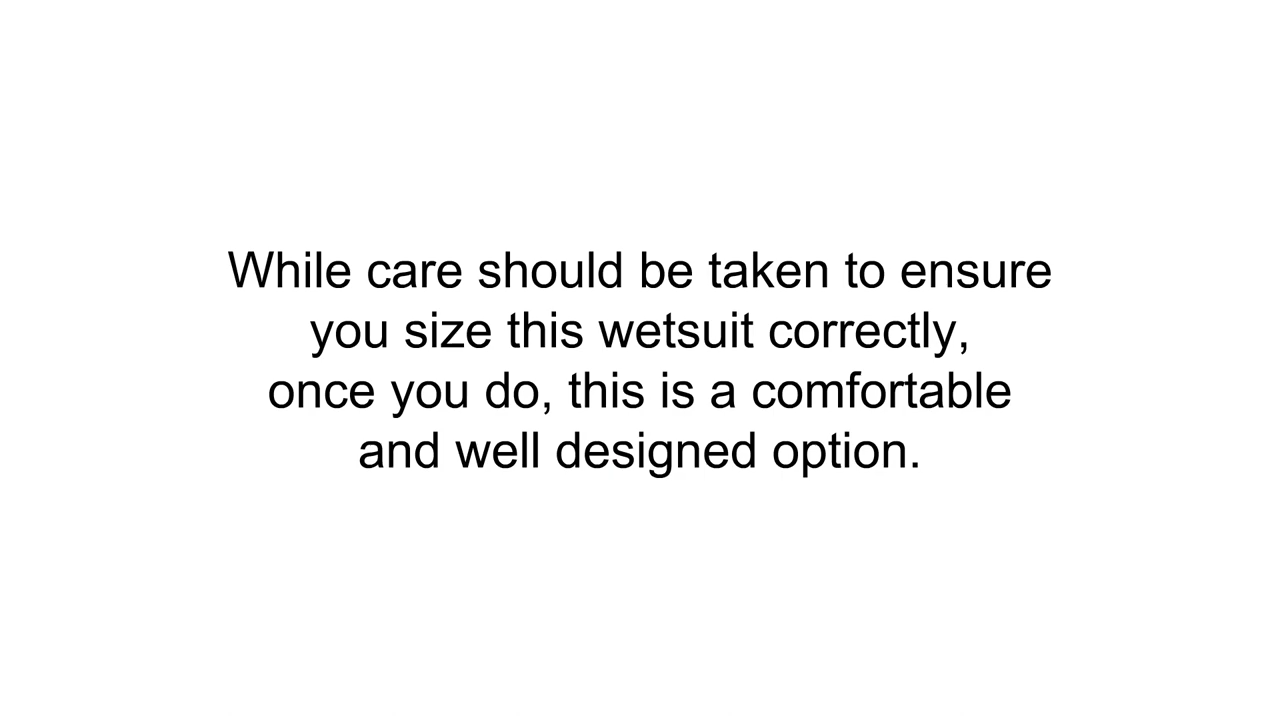 While care should be taken to ensure
you size this wetsuit correctly,
once you do, this is a comfortable
and well designed option.